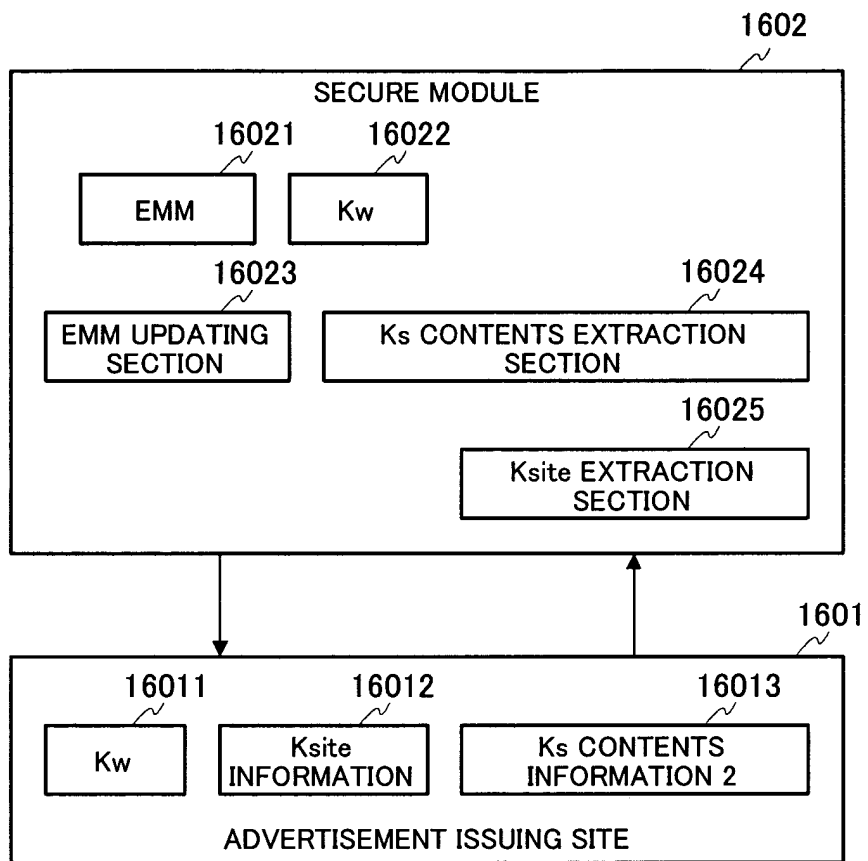 1602
SECURE MODULE
16021
16022
EMM
Kw
16023
16024
EMM UPDATING
SECTION
Ks CONTENTS EXTRACTION
SECTION
16025
Ksite EXTRACTION
SECTION
1601
16011
16012
16013
Kw
Ksite
INFORMATION
Ks CONTENTS
INFORMATION 2
ADVERTISEMENT ISSUING SITE